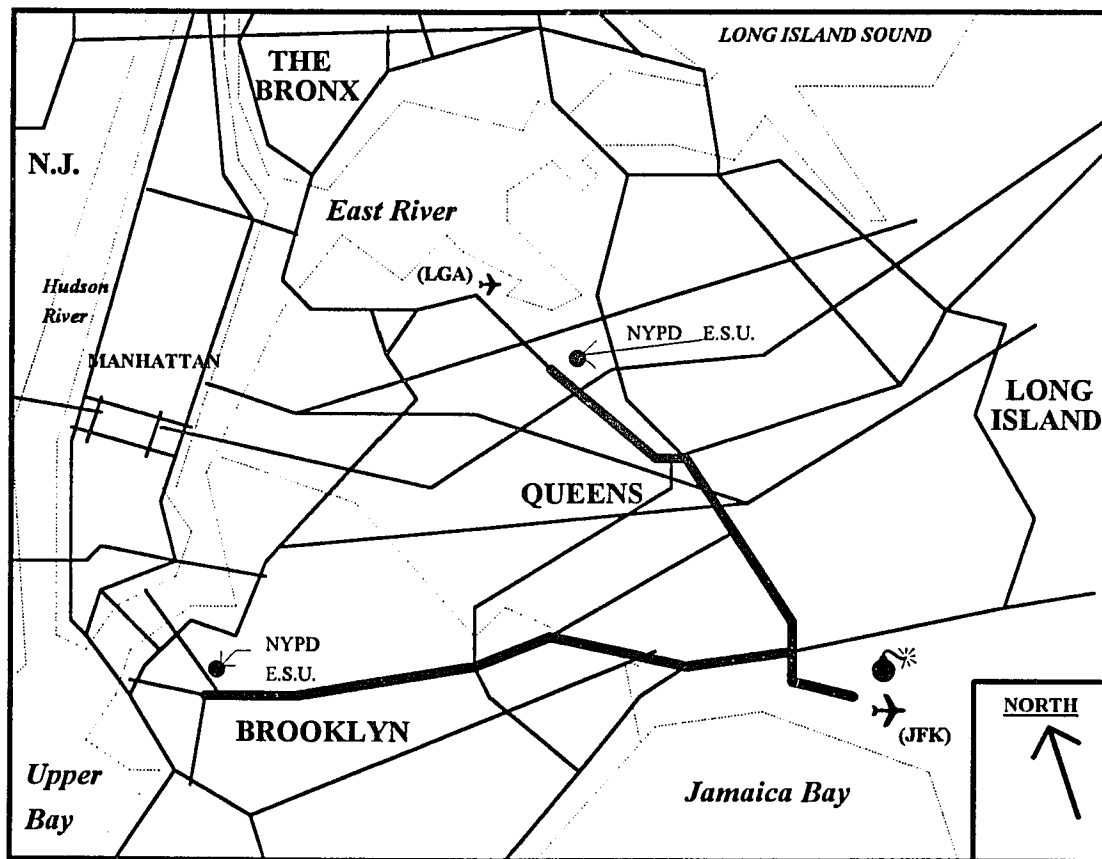 LONG ISLAND SOUND
THE
BRONX
N.J.
East River
(LGA)
Hudson
River
NYPD E.S.U.
MANHATTAN
LONG
ISLAND
QUEENS
NYPD
E.S.U.
NORTH
BROOKLYN
(JFK)
Upper
Bay
Jamaica Bay